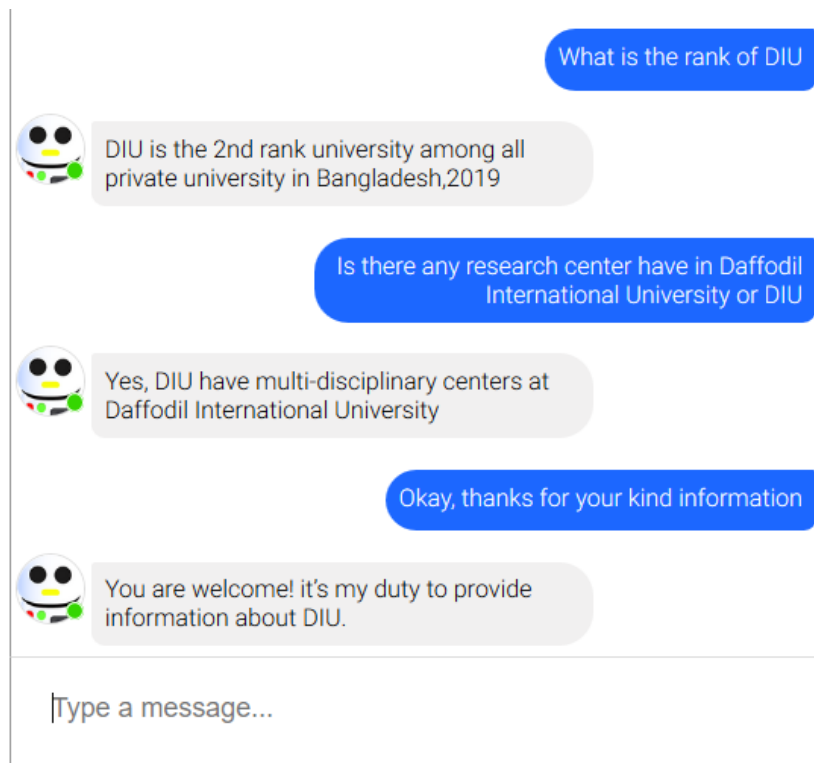 What is the rank of DIU
DIU is the 2nd rank university among all
private university in Bangladesh,2019
Is there any research center have in Daffodil
International University or DIU
Yes, DIU have multi-disciplinary centers at
Daffodil International University
Okay, thanks for your kind information
You are welcome! it's my duty to provide
information about DIU.
Type a message...